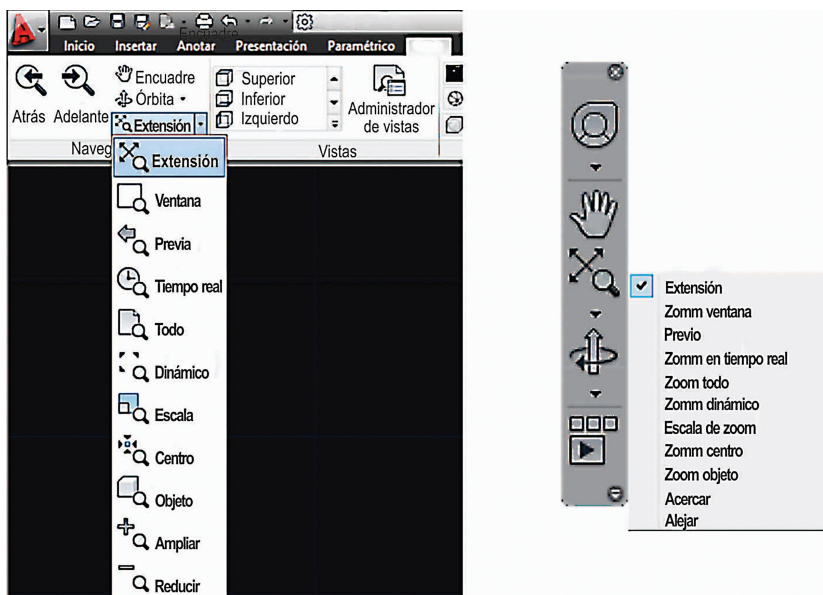 Encuadre
Inicio Insertar Anotar Presentación Paramétrico
Encuadre
Órbita
Atrás Adelante
Extensión
Superior
Inferior
Izquierdo
Administrador
de vistas
Naveg
Vistas
Extensión
Ventana
Previa
Tiempo real
Todo
Dinámico
Escala
Centro
Objeto
Ampliar
Reducir
Extensión
Zomm ventana
Previo
Zomm en tiempo real
Zoom todo
Zomm dinámico
Escala de zoom
Zomm centro
Zoom objeto
Acercar
Alejar